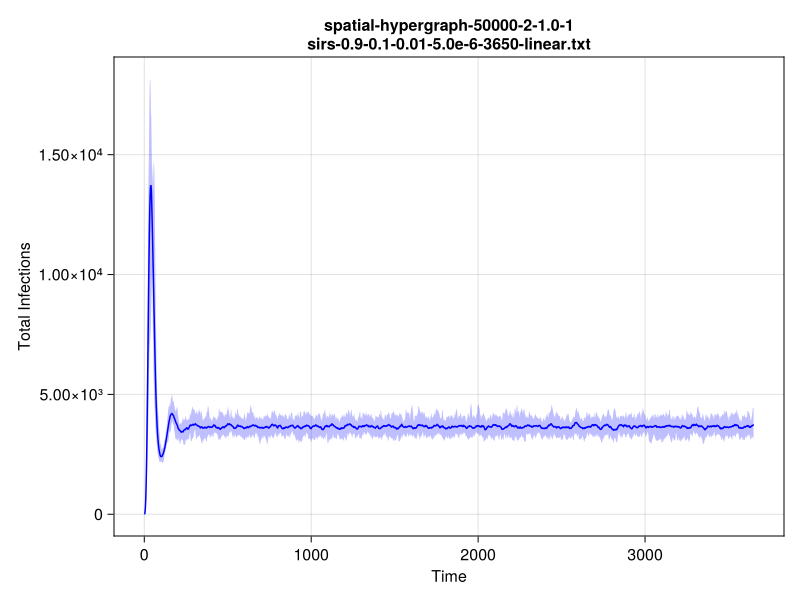 spatial-hypergraph-50000-2-1.0-1
sirs-0.9-0.1-0.01-5.0e-6-3650-linear.txt
1.50×10⁴
1.00×10⁴
5.00×10³
0
Total Infections
0 1000 2000 3000
Time